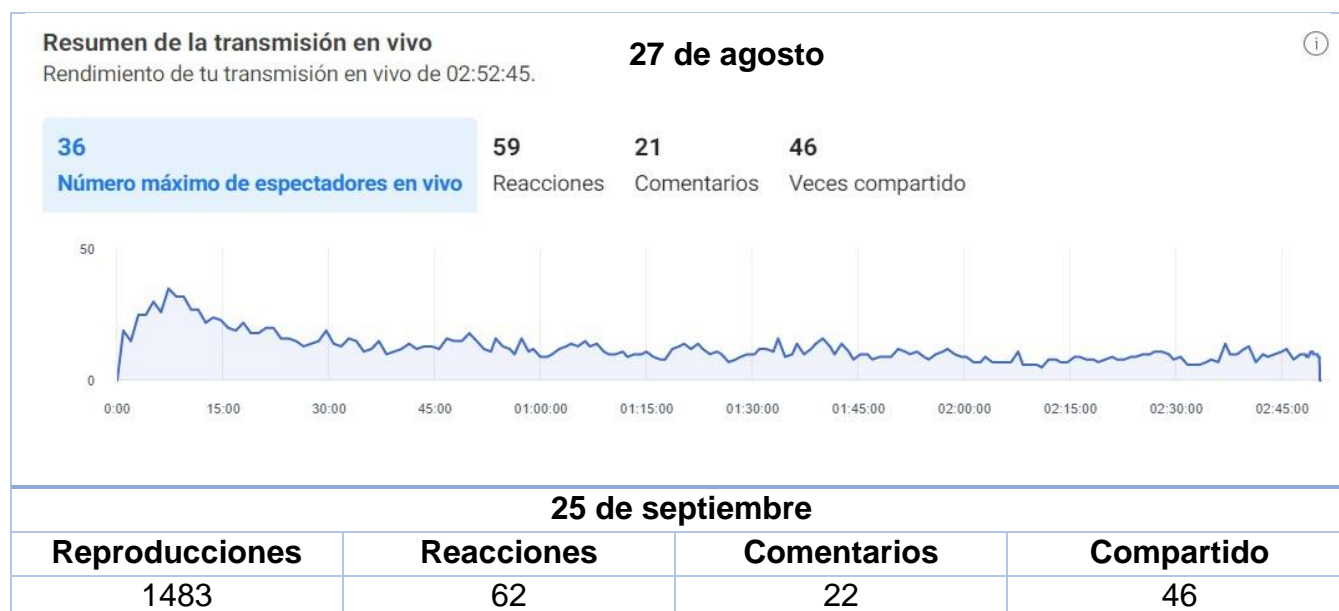 Resumen de la transmisión en vivo
27 de agosto
Rendimiento de tu transmisión en vivo de 02:52:45.
36 59 21 46
Número máximo de espectadores en vivo Reacciones Comentarios Veces compartido
50
0
0:00 15:00 30:00 45:00 01:00:00 01:15:00 01:30:00 01:45:00 02:00:00 02:15:00 02:30:00 02:45:00
25 de septiembre
Reproducciones Reacciones Comentarios Compartido
1483 62 22 46